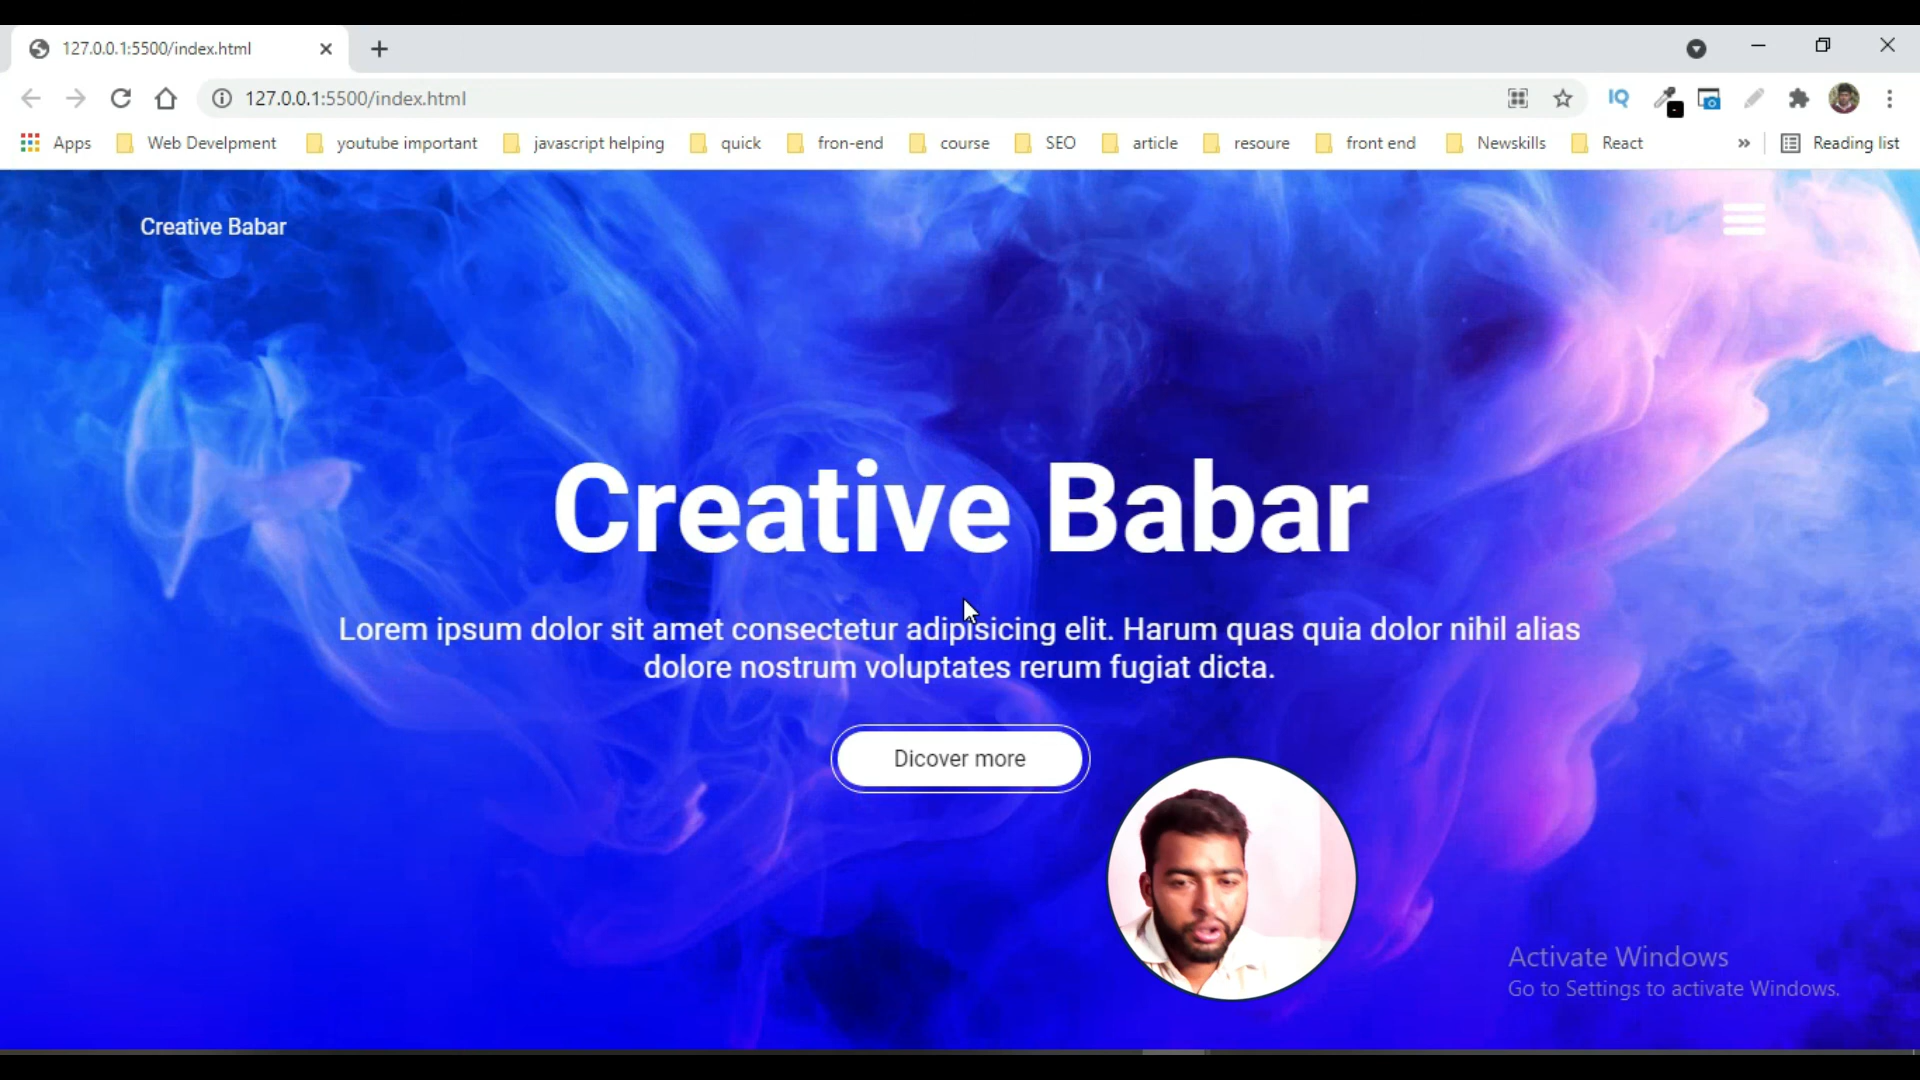 127.0.0.1:5500/index.html
127.0.0.1:5500/index.html
IQ
Apps
Web Develpment
youtube important
javascript helping
quick
fron-end
course
SEO
article
resoure
front end
Newskills
React
»
Reading list
Creative Babar
Creative Babar
Lorem ipsum dolor sit amet consectetur adipisicing elit. Harum quas quia dolor nihil alias
dolore nostrum voluptates rerum fugiat dicta.
Dicover more
Activate Windows
Go to Settings to activate Windows.